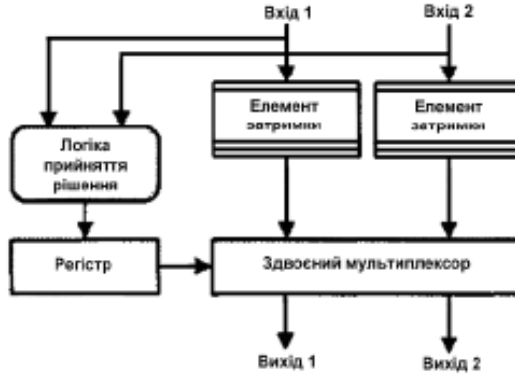 Вхід 1 Вхід 2
Елемент Елемент
затримки затримки
Логіка
прийняття
рішення
Регістр Здвоєний мультиплексор
Вихід 1 Вихід 2